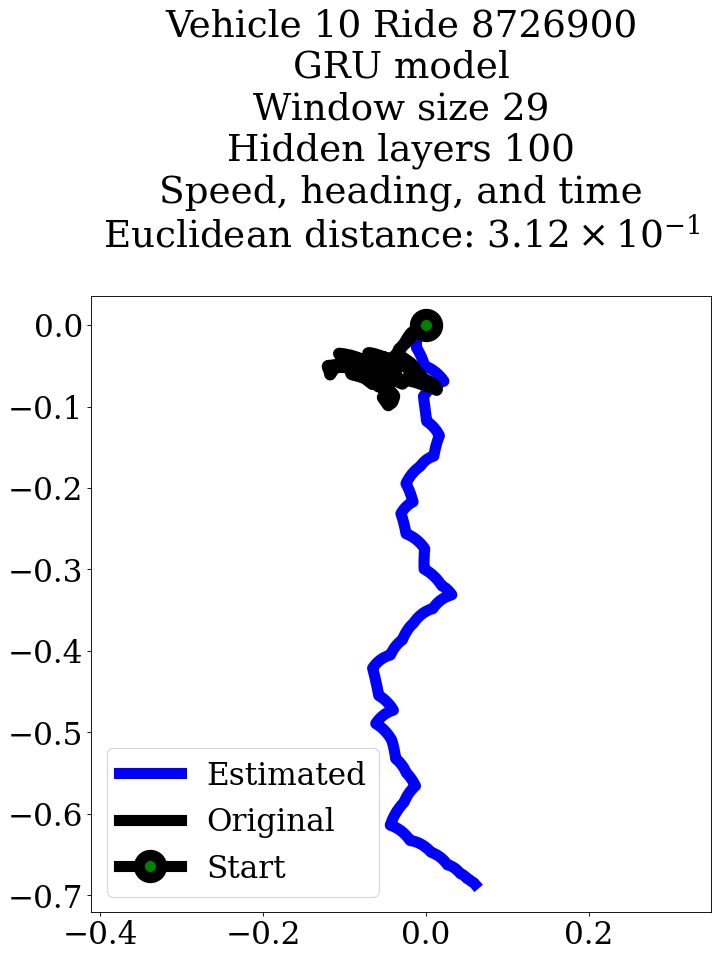 Vehicle 10 Ride 8726900
GRU model
Window size 29
Hidden layers 100
Speed, heading, and time
Euclidean distance: 3.12 × 10⁻¹
0.0
−0.1
−0.2
−0.3
−0.4
−0.5
−0.6
−0.7
Estimated
Original
Start
−0.4
−0.2
0.0
0.2